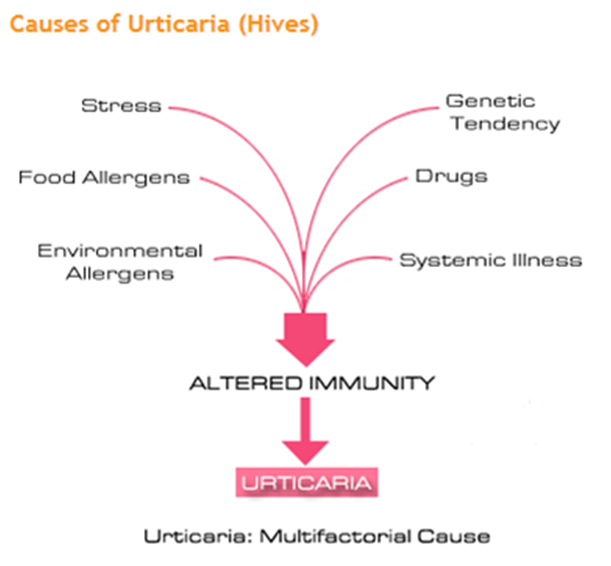 Causes of Urticaria (Hives)
Stress
Genetic
Tendency
Food Allergens
Drugs
Environmental
Allergens
Systemic Illness
ALTERED IMMUNITY
URTICARIA
Urticaria: Multifactorial Cause